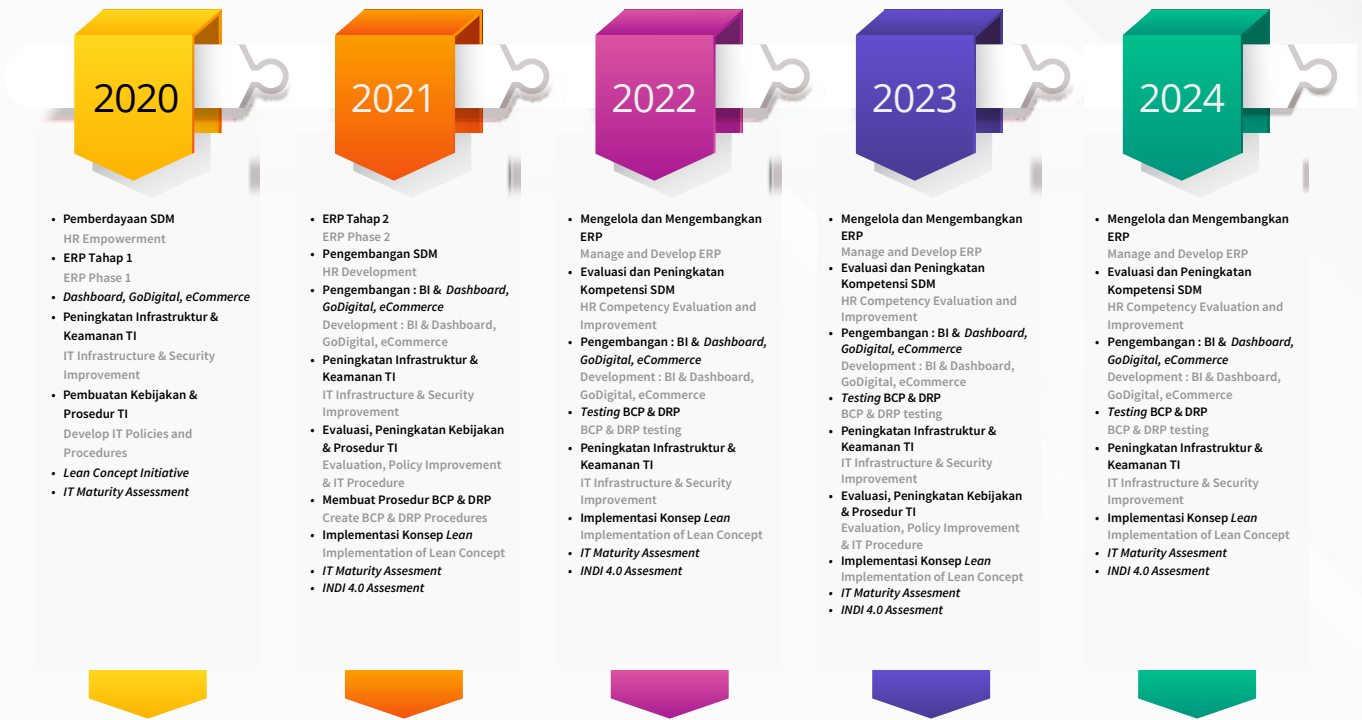 2020
• Pemberdayaan SDM
HR Empowerment
• ERP Tahap 1
ERP Phase 1
• Dashboard, GoDigital, eCommerce
• Peningkatan Infrastruktur &
Keamanan TI
IT Infrastructure & Security
Improvement
• Pembuatan Kebijakan &
Prosedur TI
Develop IT Policies and
Procedures
• Lean Concept Initiative
• IT Maturity Assessment
2021
• ERP Tahap 2
ERP Phase 2
• Pengembangan SDM
HR Development
• Pengembangan : BI & Dashboard,
GoDigital, eCommerce
Development : BI & Dashboard,
GoDigital, eCommerce
• Peningkatan Infrastruktur &
Keamanan TI
IT Infrastructure & Security
Improvement
• Evaluasi, Peningkatan Kebijakan
& Prosedur TI
Evaluation, Policy Improvement
& IT Procedure
• Membuat Prosedur BCP & DRP
Create BCP & DRP Procedures
• Implementasi Konsep Lean
Implementation of Lean Concept
• IT Maturity Assesment
• INDI 4.0 Assesment
2022
• Mengelola dan Mengembangkan
ERP
Manage and Develop ERP
• Evaluasi dan Peningkatan
Kompetensi SDM
HR Competency Evaluation and
Improvement
• Pengembangan : BI & Dashboard,
GoDigital, eCommerce
Development : BI & Dashboard,
GoDigital, eCommerce
• Testing BCP & DRP
BCP & DRP testing
• Peningkatan Infrastruktur &
Keamanan TI
IT Infrastructure & Security
Improvement
• Implementasi Konsep Lean
Implementation of Lean Concept
• IT Maturity Assesment
• INDI 4.0 Assesment
2023
• Mengelola dan Mengembangkan
ERP
Manage and Develop ERP
• Evaluasi dan Peningkatan
Kompetensi SDM
HR Competency Evaluation and
Improvement
• Pengembangan : BI & Dashboard,
GoDigital, eCommerce
Development : BI & Dashboard,
GoDigital, eCommerce
• Testing BCP & DRP
BCP & DRP testing
• Peningkatan Infrastruktur &
Keamanan TI
IT Infrastructure & Security
Improvement
• Evaluasi, Peningkatan Kebijakan
& Prosedur TI
Evaluation, Policy Improvement
& IT Procedure
• Implementasi Konsep Lean
Implementation of Lean Concept
• IT Maturity Assesment
• INDI 4.0 Assesment
2024
• Mengelola dan Mengembangkan
ERP
Manage and Develop ERP
• Evaluasi dan Peningkatan
Kompetensi SDM
HR Competency Evaluation and
Improvement
• Pengembangan : BI & Dashboard,
GoDigital, eCommerce
Development : BI & Dashboard,
GoDigital, eCommerce
• Testing BCP & DRP
BCP & DRP testing
• Peningkatan Infrastruktur &
Keamanan TI
IT Infrastructure & Security
Improvement
• Implementasi Konsep Lean
Implementation of Lean Concept
• IT Maturity Assesment
• INDI 4.0 Assesment